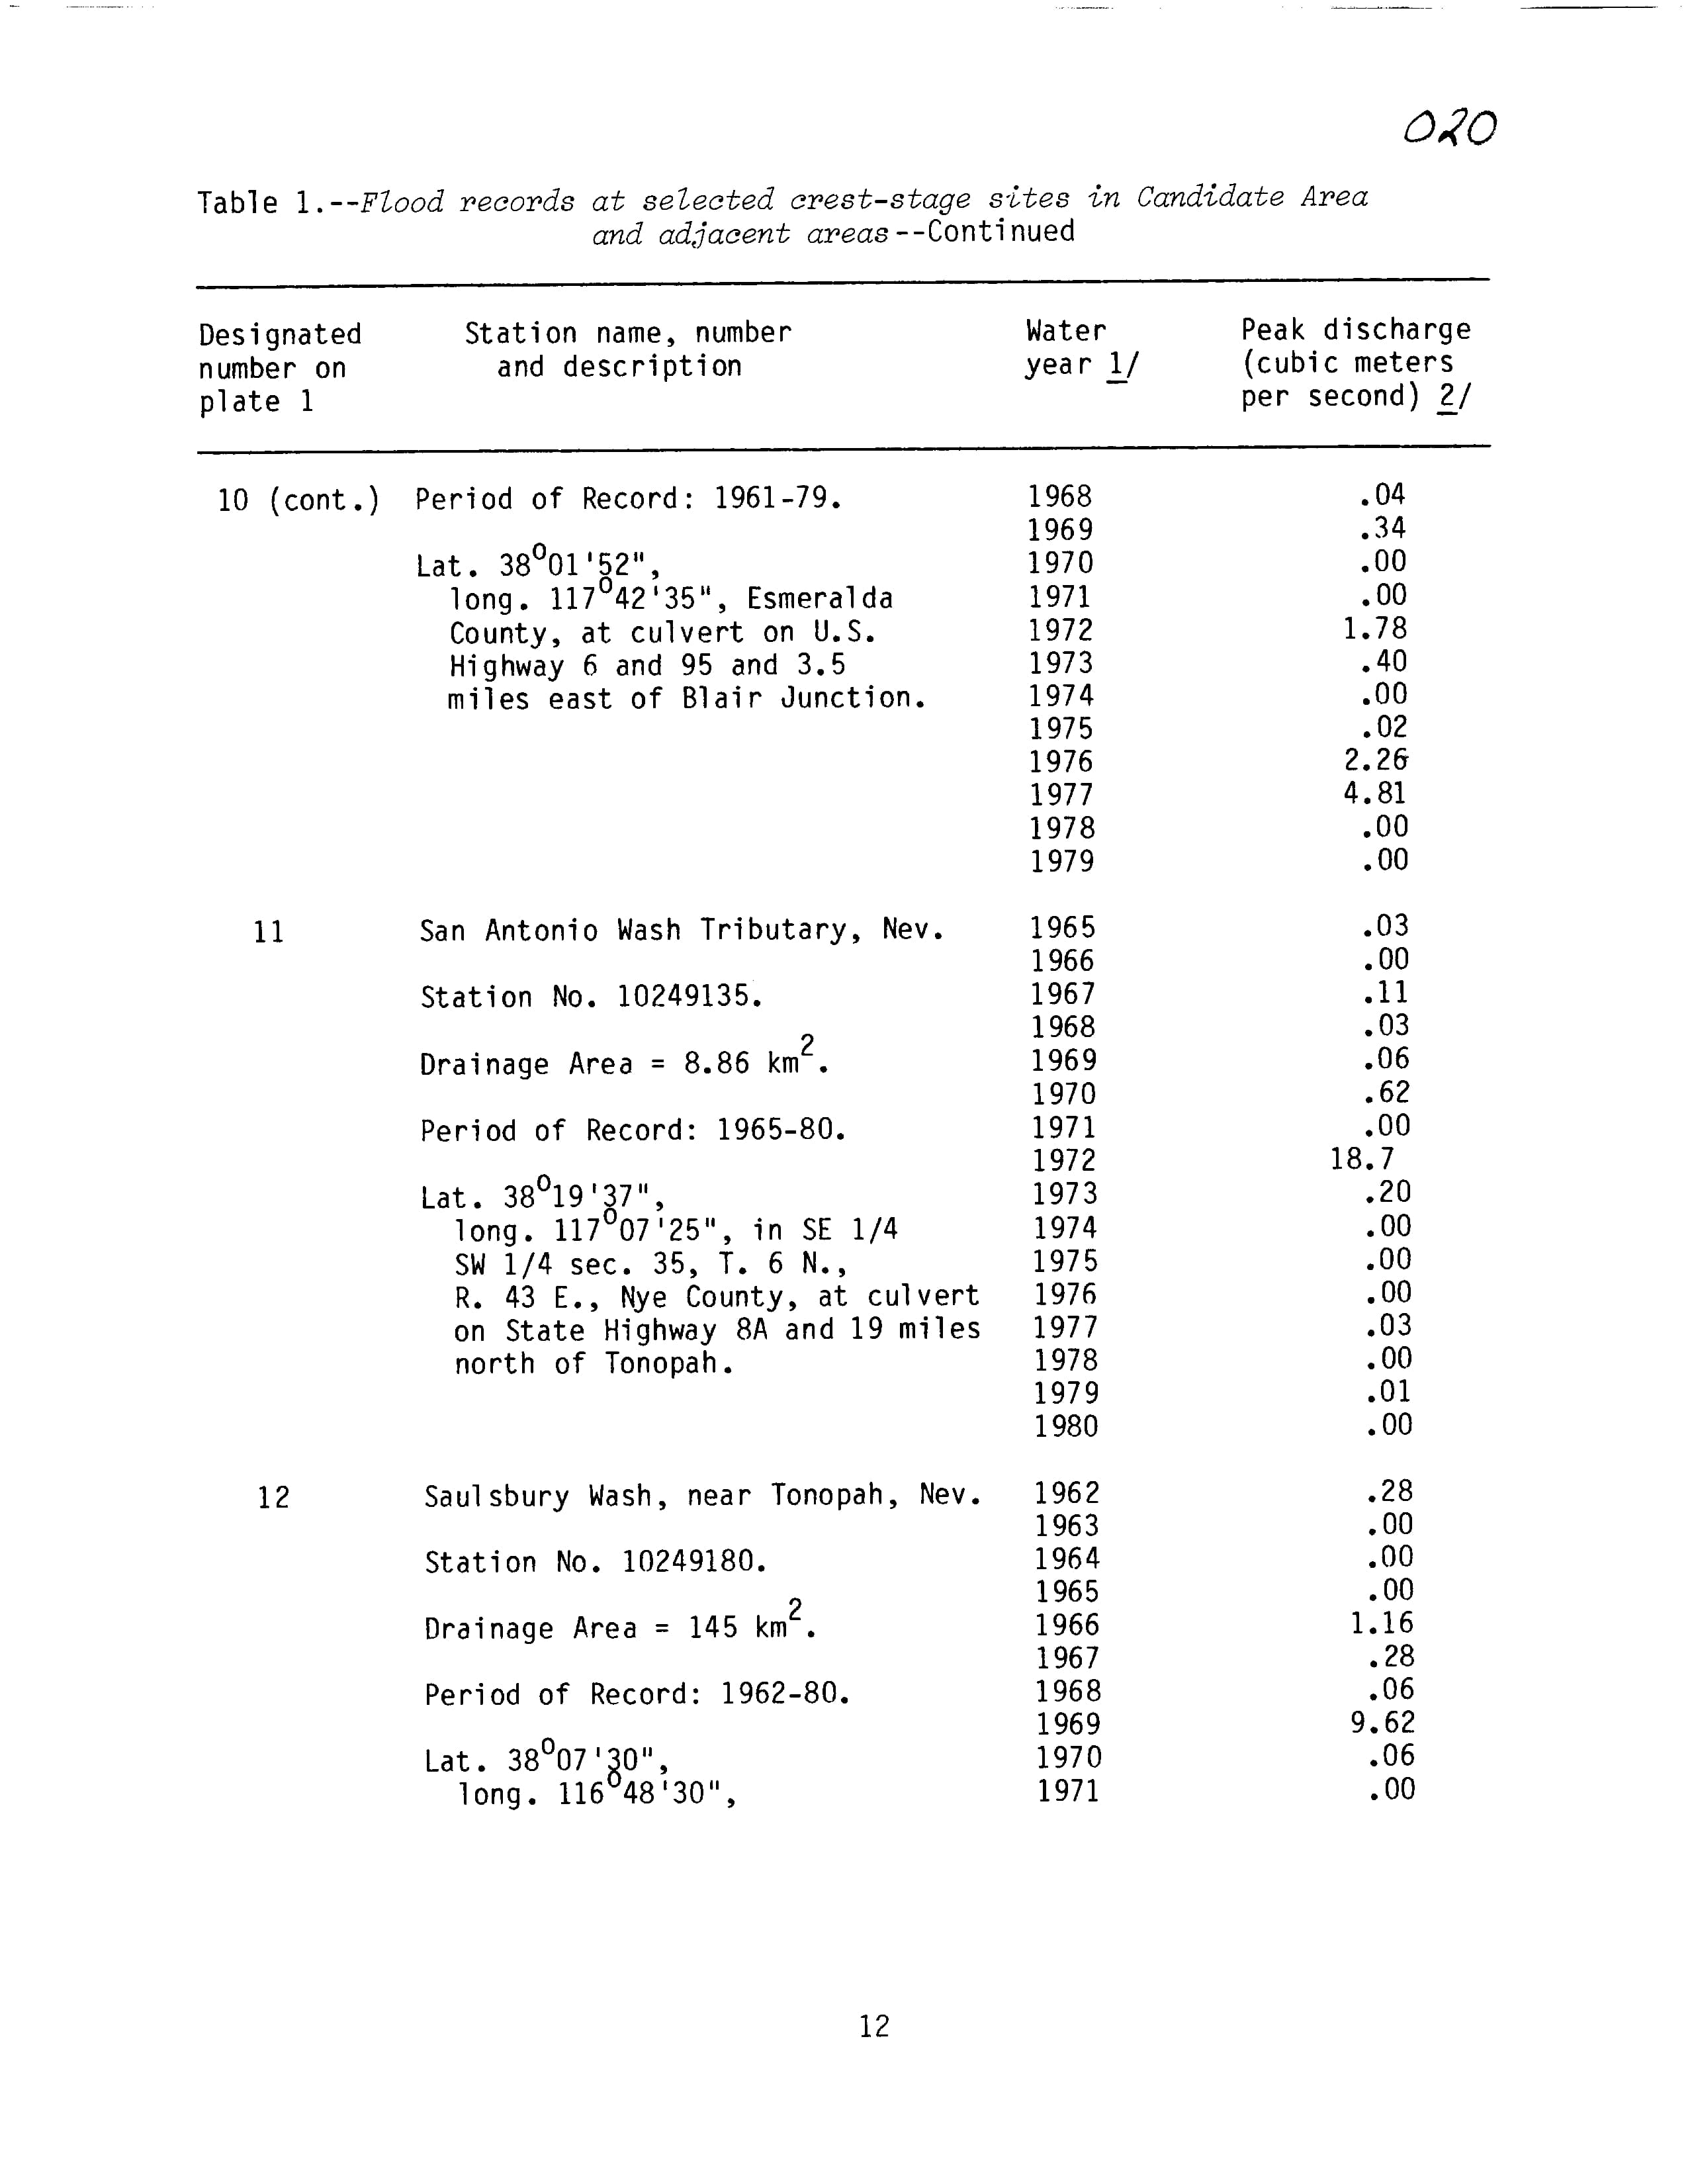 020
Table 1.--Flood records at selected crest-stage sites in Candidate Area
and adjacent areas--Continued
Designated Station name, number Water Peak discharge
number on and description year 1/ (cubic meters
plate 1 per second) 2/
10 (cont.) Period of Record: 1961-79. 1968 .04
1969 .34
Lat. 38°01'52", 1970 .00
long. 117°42'35", Esmeralda 1971 .00
County, at culvert on U.S. 1972 1.78
Highway 6 and 95 and 3.5 1973 .40
miles east of Blair Junction. 1974 .00
1975 .02
1976 2.26
1977 4.81
1978 .00
1979 .00
11 San Antonio Wash Tributary, Nev. 1965 .03
1966 .00
Station No. 10249135. 1967 .11
1968 .03
Drainage Area = 8.86 km². 1969 .06
1970 .62
Period of Record: 1965-80. 1971 .00
1972 18.7
Lat. 38°19'37", 1973 .20
long. 117°07'25", in SE 1/4 1974 .00
SW 1/4 sec. 35, T. 6 N., 1975 .00
R. 43 E., Nye County, at culvert 1976 .00
on State Highway 8A and 19 miles 1977 .03
north of Tonopah. 1978 .00
1979 .01
1980 .00
12 Saulsbury Wash, near Tonopah, Nev. 1962 .28
1963 .00
Station No. 10249180. 1964 .00
1965 .00
Drainage Area = 145 km². 1966 1.16
1967 .28
Period of Record: 1962-80. 1968 .06
1969 9.62
Lat. 38°07'30", 1970 .06
long. 116°48'30", 1971 .00
12